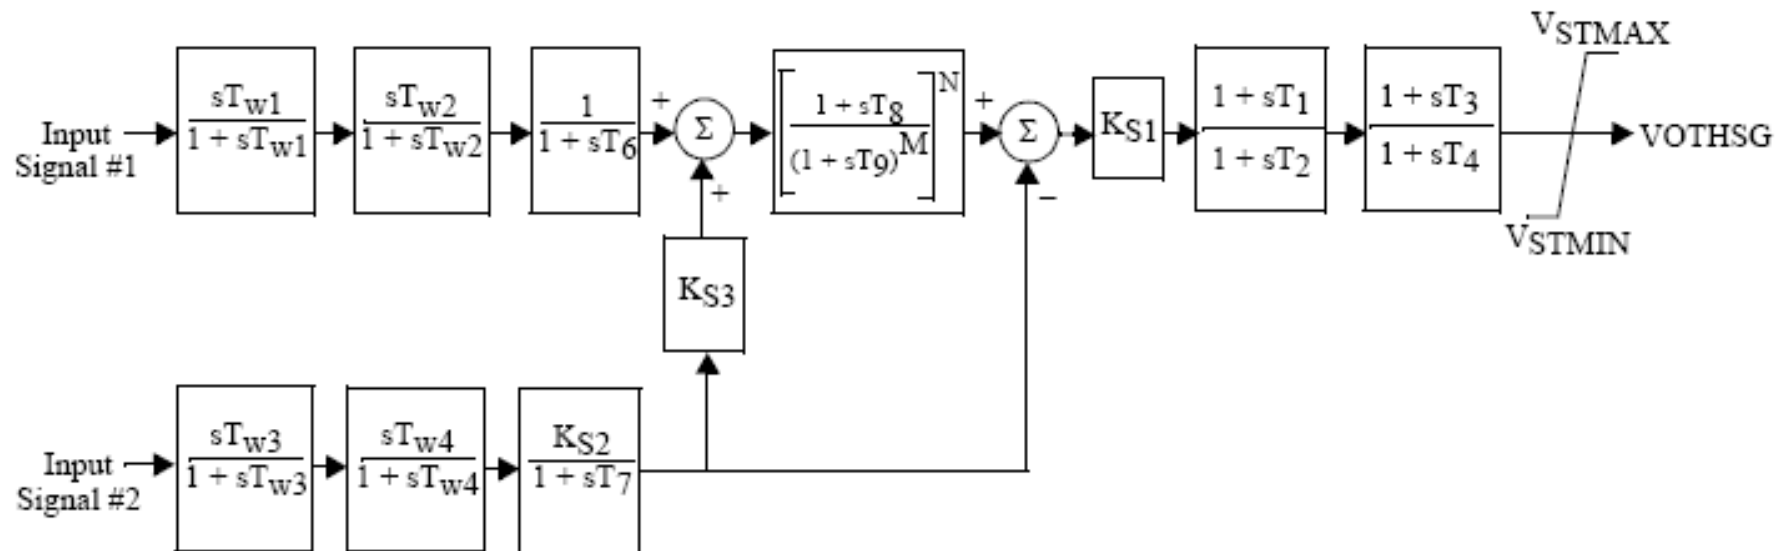 VSTMAX
Input
Signal #1
sTw1
1 + sTw1
sTw2
1 + sTw2
1
1 + sT6
+
Σ
+
[1 + sT8
(1 + sT9)M]N
+
Σ
−
KS1
1 + sT1
1 + sT2
1 + sT3
1 + sT4
VOTHSG
VSTMIN
KS3
Input
Signal #2
sTw3
1 + sTw3
sTw4
1 + sTw4
KS2
1 + sT7